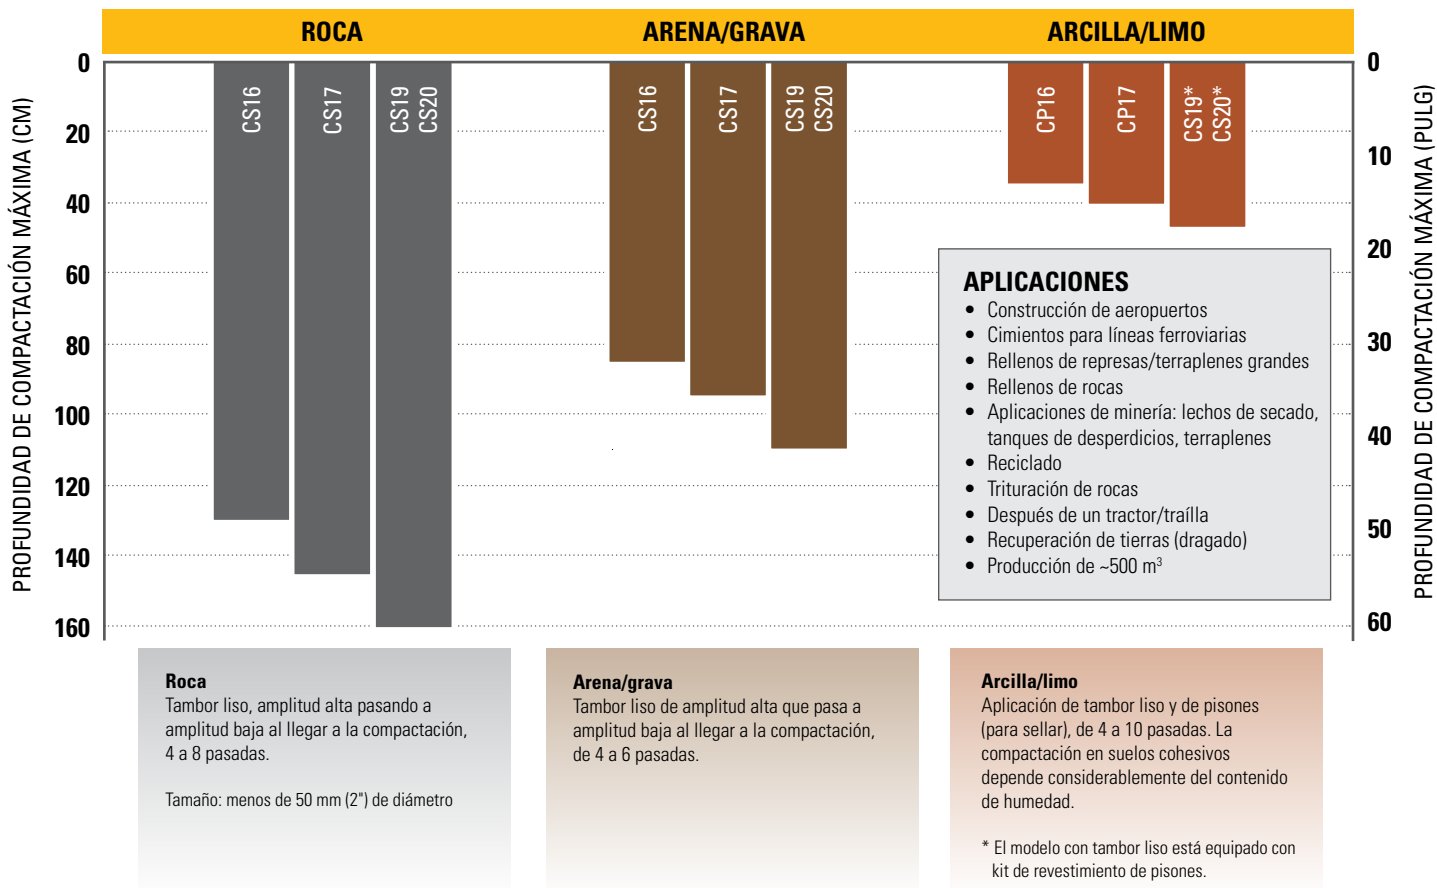 ROCA
ARENA/GRAVA
ARCILLA/LIMO
PROFUNDIDAD DE COMPACTACIÓN MÁXIMA (CM)
0
20
40
60
80
100
120
140
160
CS16
CS17
CS19
CS20
CS16
CS17
CS19
CS20
CP16
CP17
CS19*
CS20*
0
10
20
30
40
50
60
PROFUNDIDAD DE COMPACTACIÓN MÁXIMA (PULG)
APLICACIONES
• Construcción de aeropuertos
• Cimientos para líneas ferroviarias
• Rellenos de represas/terraplenes grandes
• Rellenos de rocas
• Aplicaciones de minería: lechos de secado,
tanques de desperdicios, terraplenes
• Reciclado
• Trituración de rocas
• Después de un tractor/traílla
• Recuperación de tierras (dragado)
• Producción de ~500 m³
Roca
Tambor liso, amplitud alta pasando a
amplitud baja al llegar a la compactación,
4 a 8 pasadas.
Tamaño: menos de 50 mm (2") de diámetro
Arena/grava
Tambor liso de amplitud alta que pasa a
amplitud baja al llegar a la compactación,
de 4 a 6 pasadas.
Arcilla/limo
Aplicación de tambor liso y de pisones
(para sellar), de 4 a 10 pasadas. La
compactación en suelos cohesivos
depende considerablemente del contenido
de humedad.
* El modelo con tambor liso está equipado con
kit de revestimiento de pisones.